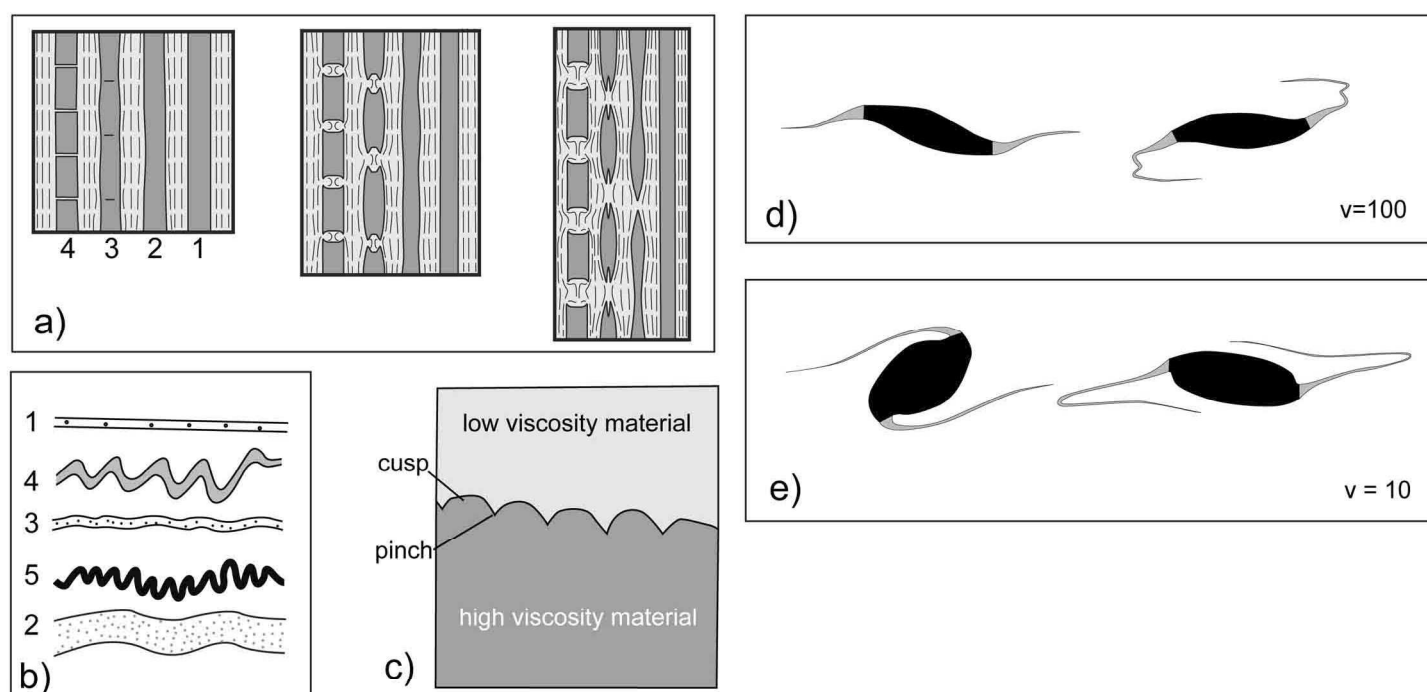 4 3 2 1
a)
1
4
3
5
2
b)
low viscosity material
cusp
pinch
high viscosity material
c)
d)
v=100
e)
v = 10